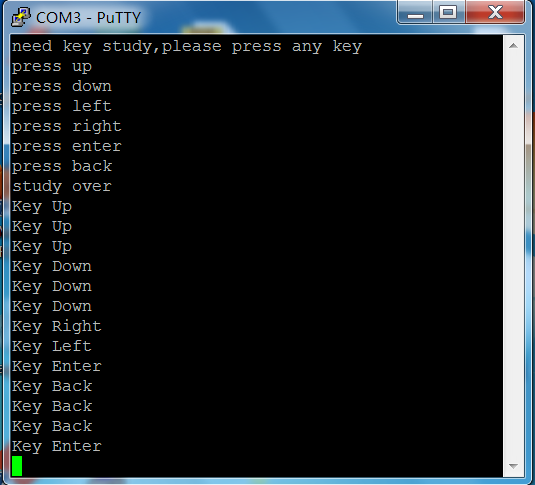 COM3 - PuTTY
need key study,please press any key
press up
press down
press left
press right
press enter
press back
study over
Key Up
Key Up
Key Up
Key Down
Key Down
Key Down
Key Right
Key Left
Key Enter
Key Back
Key Back
Key Back
Key Enter